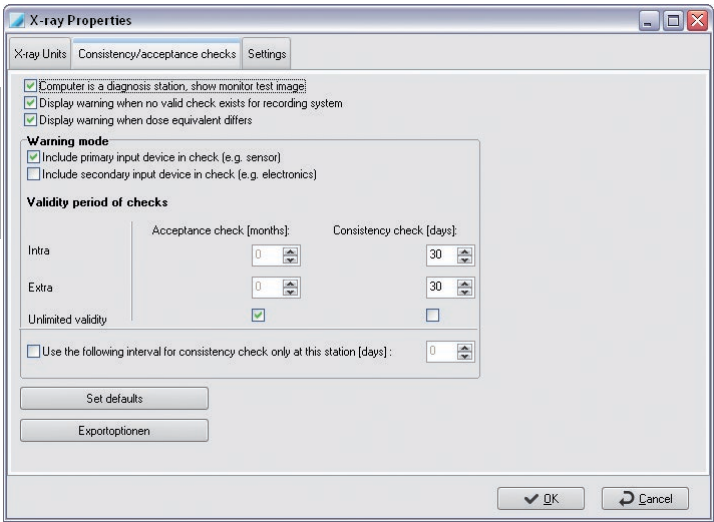 X-ray Properties
X-ray Units Consistency/acceptance checks Settings
Computer is a diagnosis station, show monitor test image
Display warning when no valid check exists for recording system
Display warning when dose equivalent differs
Warning mode
Include primary input device in check (e.g. sensor)
Include secondary input device in check (e.g. electronics)
Validity period of checks
Acceptance check [months]: Consistency check [days]:
Intra 0 30
Extra 0 30
Unlimited validity
Use the following interval for consistency check only at this station [days] : 0
Set defaults
Exportoptionen
OK Cancel